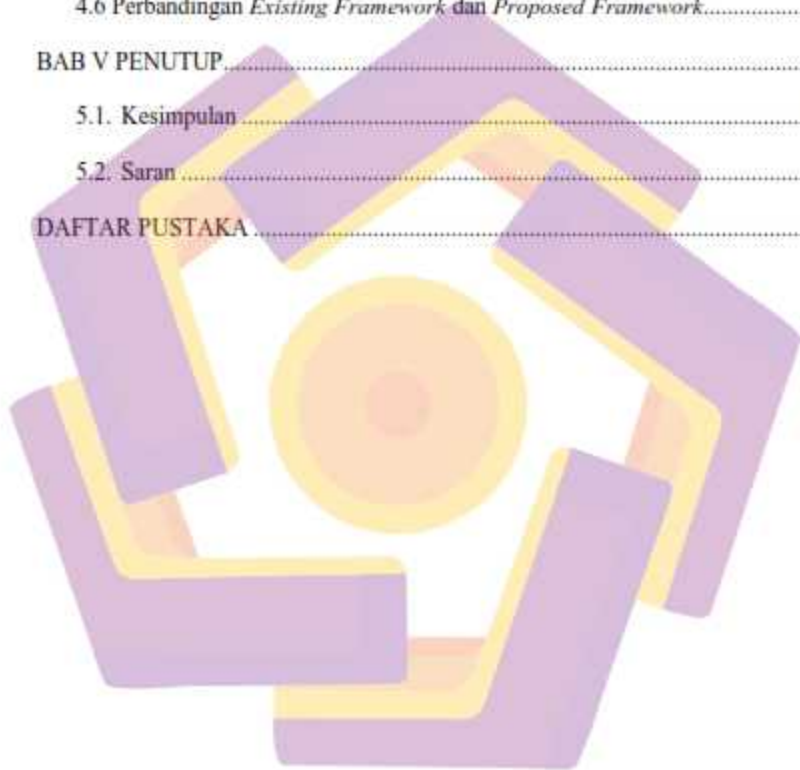 4.6 Perbandingan Existing Framework dan Proposed Framework..................
BAB V PENUTUP..........................................................................................
5.1. Kesimpulan ..........................................................................................
5.2. Saran ....................................................................................................
DAFTAR PUSTAKA ....................................................................................